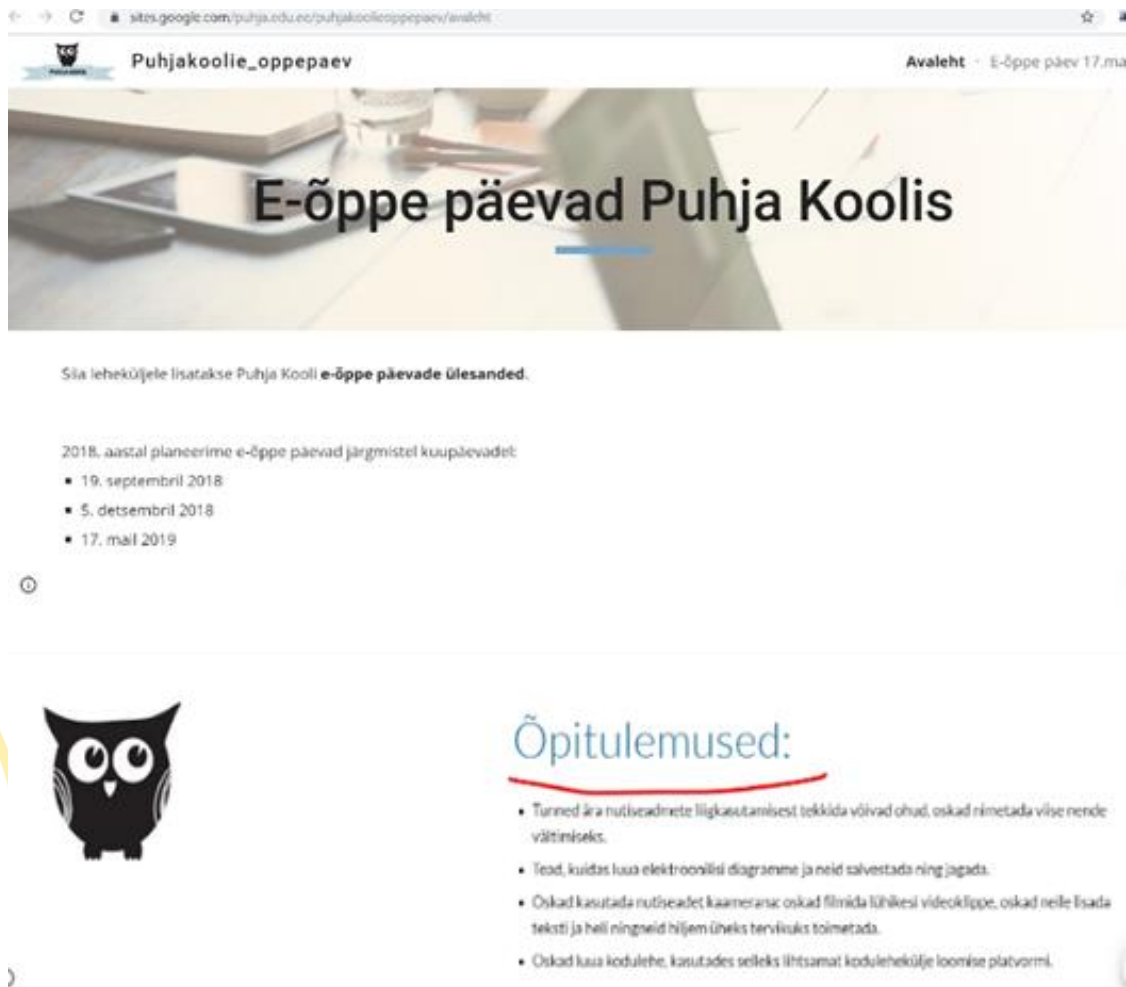 sites.google.com/puhja.edu.ee/puhjakoolieoppepaev/avaleht
Puhjakoolie_oppepaev
Avaleht
E-õppe päev 17.ma
E-õppe päevad Puhja Koolis
Siia leheküljele lisatakse Puhja Kooli e-õppe päevade ülesanded.
2018. aastal planeerime e-õppe päevad järgmistel kuupäevadel:
19. septembril 2018
5. detsembril 2018
17. mail 2019
Õpitulemused:
• Tunned ära nutiseadmete liigkasutamisest tekkida võivad ohud, oskad nimetada viise nende
vältimiseks.
• Tead, kuidas luua elektroonilisi diagramme ja neid salvestada ning jagada.
• Oskad kasutada nutiseadet kaamerana: oskad filmida lühikesi videoklippe, oskad neile lisada
teksti ja heli ningneid hiljem üheks tervikuks toimetada.
• Oskad luua kodulehe, kasutades selleks lihtsamat kodulehekülje loomise platvormi.